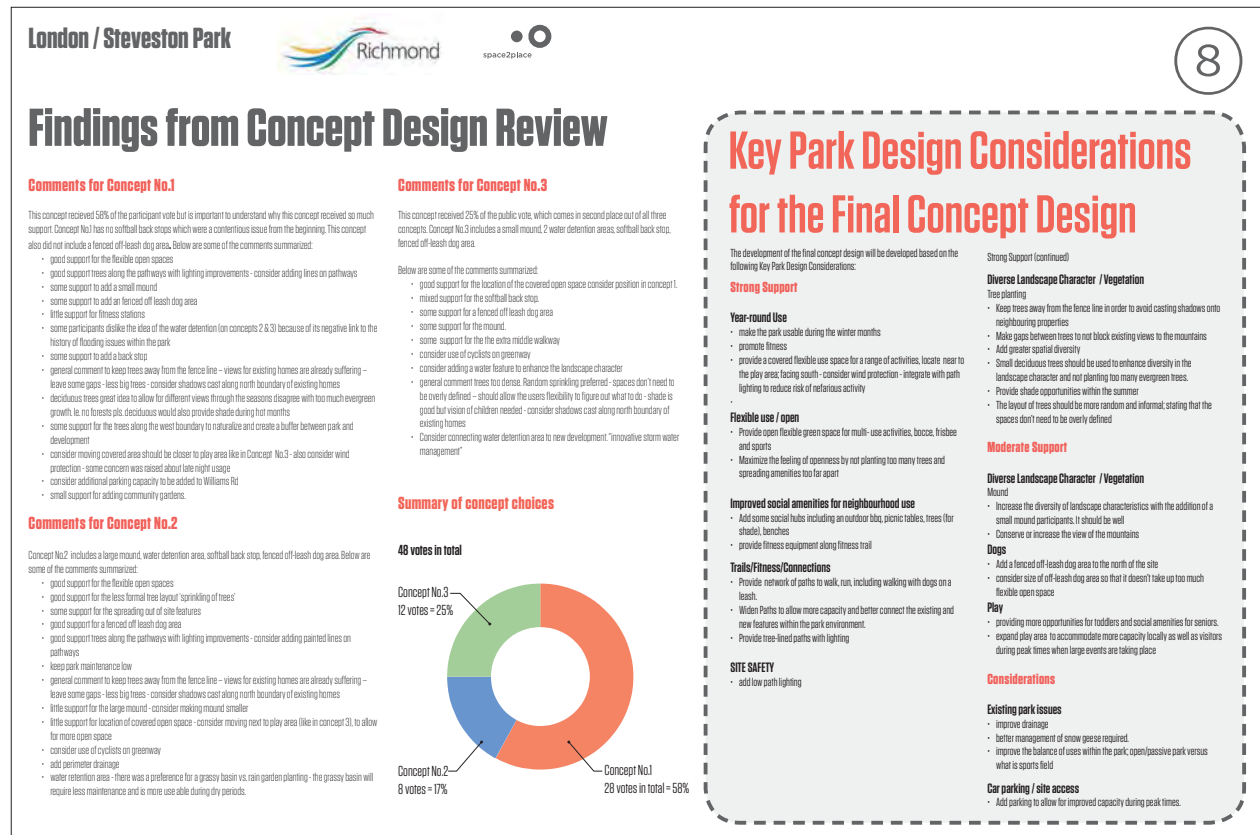 London / Steveston Park
Richmond
space2place
8
Findings from Concept Design Review
Comments for Concept No.1
This concept recieved 58% of the participant vote but is important to understand why this concept received so much
support. Concept No.1 has no softball back stops which were a contentious issue from the beginning. This concept
also did not include a fenced off-leash dog area. Below are some of the comments summarized:
• good support for the flexible open spaces
• good support trees along the pathways with lighting improvements - consider adding lines on pathways
• some support to add a small mound
• some support to add an fenced off leash dog area
• little support for fitness stations
• some participants dislike the idea of the water detention (on concepts 2 & 3) because of its negative link to the
history of flooding issues within the park
• some support to add a back stop
• general comment to keep trees away from the fence line – views for existing homes are already suffering –
leave some gaps - less big trees - consider shadows cast along north boundary of existing homes
• deciduous trees great idea to allow for different views through the seasons disagree with too much evergreen
growth. Ie. no forests pls. deciduous would also provide shade during hot months
• some support for the trees along the west boundary to naturalize and create a buffer between park and
development
• consider moving covered area should be closer to play area like in Concept No.3 - also consider wind
protection - some concern was raised about late night usage
• consider additional parking capacity to be added to Williams Rd
• small support for adding community gardens.
Comments for Concept No.2
Concept No.2 includes a large mound, water detention area, softball back stop, fenced off-leash dog area. Below are
some of the comments summarized:
• good support for the flexible open spaces
• good support for the less formal tree layout 'sprinkling of trees'
• some support for the spreading out of site features
• good support for a fenced off leash dog area
• good support trees along the pathways with lighting improvements - consider adding painted lines on
pathways
• keep park maintenance low
• general comment to keep trees away from the fence line – views for existing homes are already suffering –
leave some gaps - less big trees - consider shadows cast along north boundary of existing homes
• little support for the large mound - consider making mound smaller
• little support for location of covered open space - consider moving next to play area (like in concept 3), to allow
for more open space
• consider use of cyclists on greenway
• add perimeter drainage
• water retention area - there was a preference for a grassy basin vs. rain garden planting - the grassy basin will
require less maintenance and is more use able during dry periods.
Comments for Concept No.3
This concept received 25% of the public vote, which comes in second place out of all three
concepts. Concept No.3 includes a small mound, 2 water detention areas, softball back stop,
fenced off-leash dog area.
Below are some of the comments summarized:
• good support for the location of the covered open space consider position in concept 1.
• mixed support for the softball back stop.
• some support for a fenced off leash dog area
• some support for the mound.
• some support for the the extra middle walkway
• consider use of cyclists on greenway
• consider adding a water feature to enhance the landscape character
• general comment trees too dense. Random sprinkling preferred - spaces don't need to
be overly defined – should allow the users flexibility to figure out what to do - shade is
good but vision of children needed - consider shadows cast along north boundary of
existing homes
• Consider connecting water detention area to new development. "innovative storm water
management"
Summary of concept choices
48 votes in total
Concept No.3
12 votes = 25%
Concept No.2
8 votes = 17%
Concept No.1
28 votes in total = 58%
Key Park Design Considerations
for the Final Concept Design
The development of the final concept design will be developed based on the
following Key Park Design Considerations:
Strong Support
Year-round Use
• make the park usable during the winter months
• promote fitness
• provide a covered flexible use space for a range of activities, locate near to
the play area; facing south - consider wind protection - integrate with path
lighting to reduce risk of nefarious activity
•
Flexible use / open
• Provide open flexible green space for multi- use activities, bocce, frisbee
and sports
• Maximize the feeling of openness by not planting too many trees and
spreading amenities too far apart
Improved social amenities for neighbourhood use
• Add some social hubs including an outdoor bbq, picnic tables, trees (for
shade), benches
• provide fitness equipment along fitness trail
Trails/Fitness/Connections
• Provide network of paths to walk, run, including walking with dogs on a
leash.
• Widen Paths to allow more capacity and better connect the existing and
new features within the park environment.
• Provide tree-lined paths with lighting
SITE SAFETY
• add low path lighting
Strong Support (continued)
Diverse Landscape Character / Vegetation
Tree planting
• Keep trees away from the fence line in order to avoid casting shadows onto
neighbouring properties
• Make gaps between trees to not block existing views to the mountains
• Add greater spatial diversity
• Small deciduous trees should be used to enhance diversity in the
landscape character and not planting too many evergreen trees.
• Provide shade opportunities within the summer
• The layout of trees should be more random and informal; stating that the
spaces don't need to be overly defined
Moderate Support
Diverse Landscape Character / Vegetation
Mound
• Increase the diversity of landscape characteristics with the addition of a
small mound participants. It should be well
• Conserve or increase the view of the mountains
Dogs
• Add a fenced off-leash dog area to the north of the site
• consider size of off-leash dog area so that it doesn't take up too much
flexible open space
Play
• providing more opportunities for toddlers and social amenities for seniors.
• expand play area to accommodate more capacity locally as well as visitors
during peak times when large events are taking place
Considerations
Existing park issues
• improve drainage
• better management of snow geese required.
• improve the balance of uses within the park; open/passive park versus
what is sports field
Car parking / site access
• Add parking to allow for improved capacity during peak times.